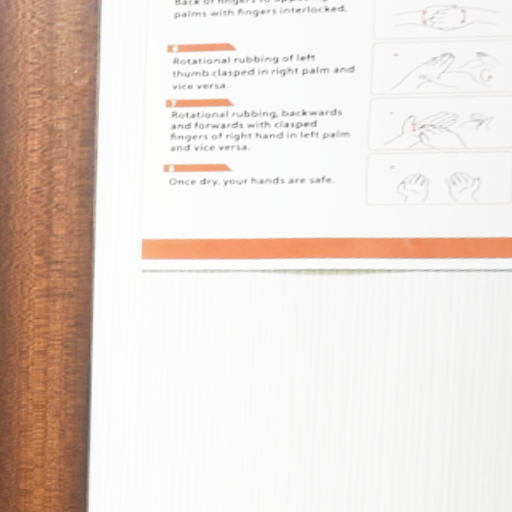 Back of fingers to opposing
palms with fingers interlocked.
6
Rotational rubbing of left
thumb clasped in right palm and
vice versa.
7
Rotational rubbing, backwards
and forwards with clasped
fingers of right hand in left palm
and vice versa.
8
Once dry, your hands are safe.